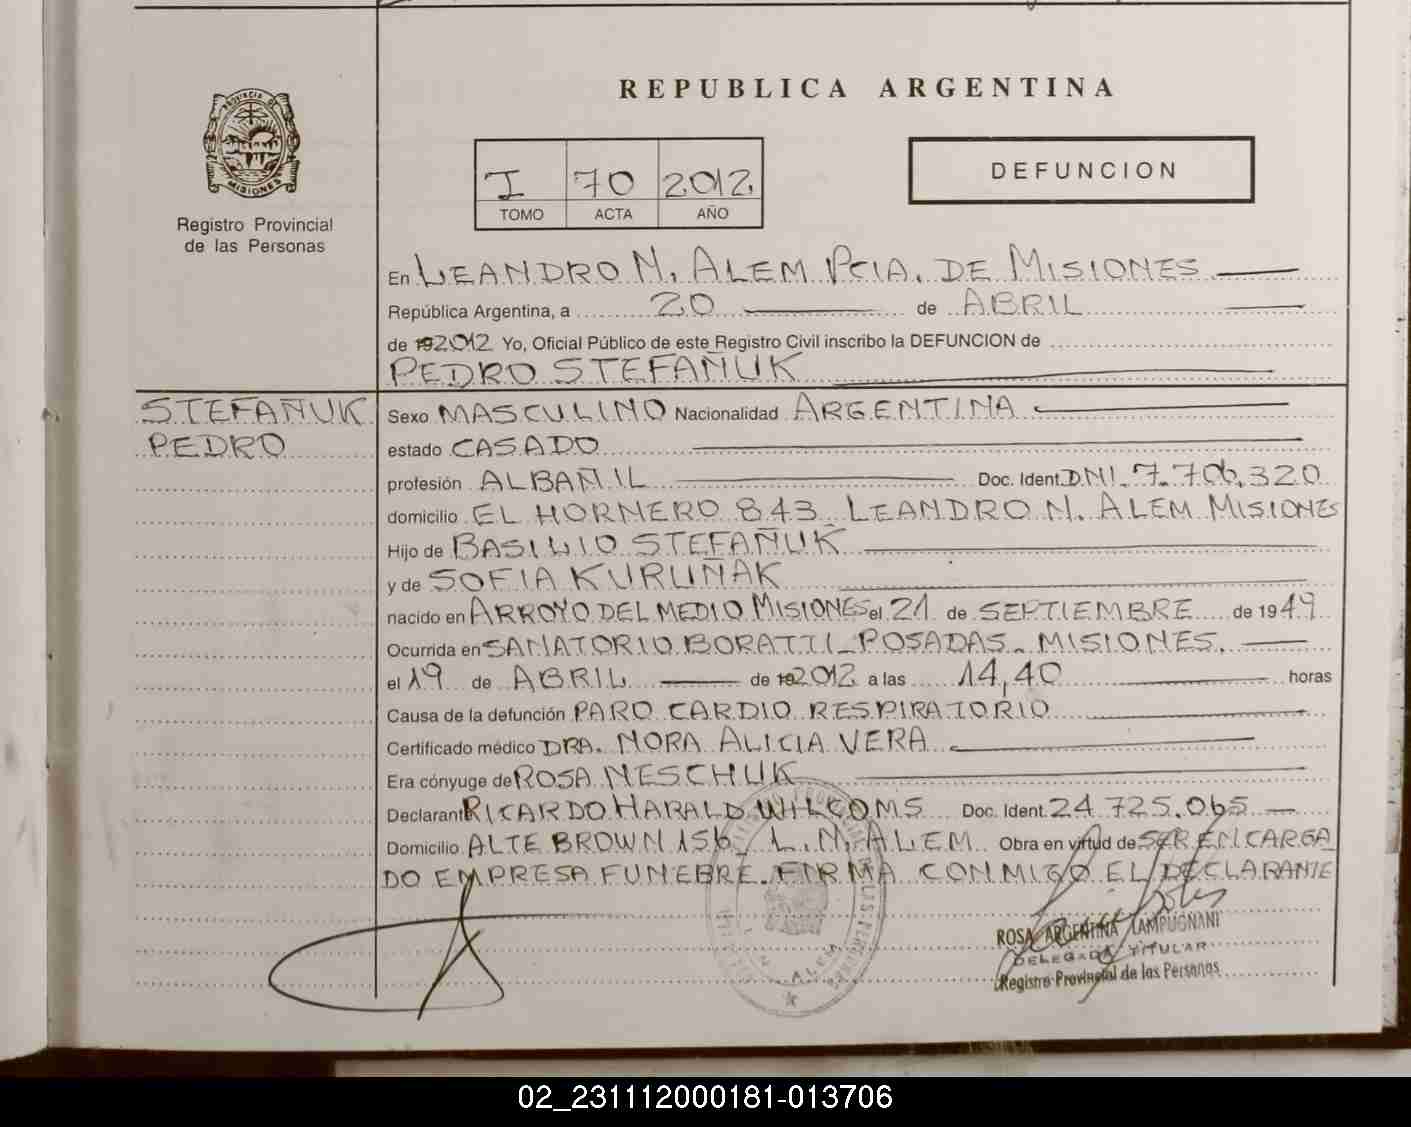 REPUBLICA ARGENTINA
PROVINCIA DE
MISIONES
Registro Provincial
de las Personas
I 70 2012
TOMO ACTA AÑO
DEFUNCION
En LEANDRO N. ALEM PCIA. DE MISIONES
República Argentina, a 20 de ABRIL
de 192012 Yo, Oficial Público de este Registro Civil inscribo la DEFUNCION de
PEDRO STEFAÑUK
STEFAÑUK
PEDRO
Sexo MASCULINO Nacionalidad ARGENTINA
estado CASADO
profesión ALBAÑIL Doc. Ident. DNI. 7.706.320
domicilio EL HORNERO 843 LEANDRO N. ALEM MISIONES
Hijo de BASILIO STEFAÑUK
y de SOFIA KURUÑAK
nacido en ARROYO DEL MEDIO MISIONES el 21 de SEPTIEMBRE de 1949
Ocurrida en SANATORIO BORATTI - POSADAS - MISIONES.
el 19 de ABRIL de 192012 a las 14,40 horas
Causa de la defunción PARO CARDIO RESPIRATORIO
Certificado médico DRA. NORA ALICIA VERA
Era cónyuge de ROSA NESCHUK
Declarant RICARDO HARALD WILCOMS Doc. Ident. 24.725.065
Domicilio ALTE BROWN 156 L. N. ALEM Obra en virtud de SER ENCARGA
DO EMPRESA FUNEBRE. FIRMA CONMIGO EL DECLARANTE
L. N. ALEM
ROSA ARGENTINA LAMPUGNANI
DELEGADA TITULAR
Registro Provincial de las Personas
02_231112000181-013706